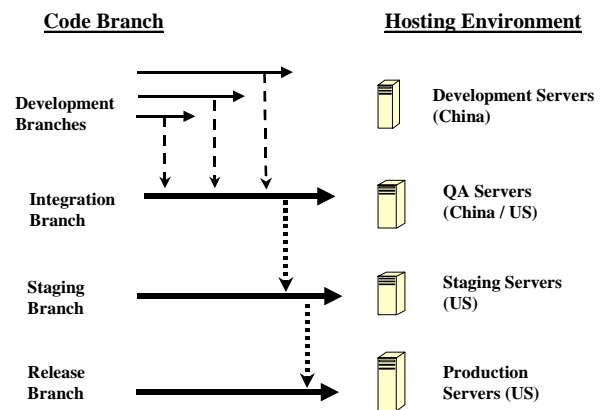 Code Branch
Hosting Environment
Development
Branches
Development Servers
(China)
Integration
Branch
QA Servers
(China / US)
Staging
Branch
Staging Servers
(US)
Release
Branch
Production
Servers (US)